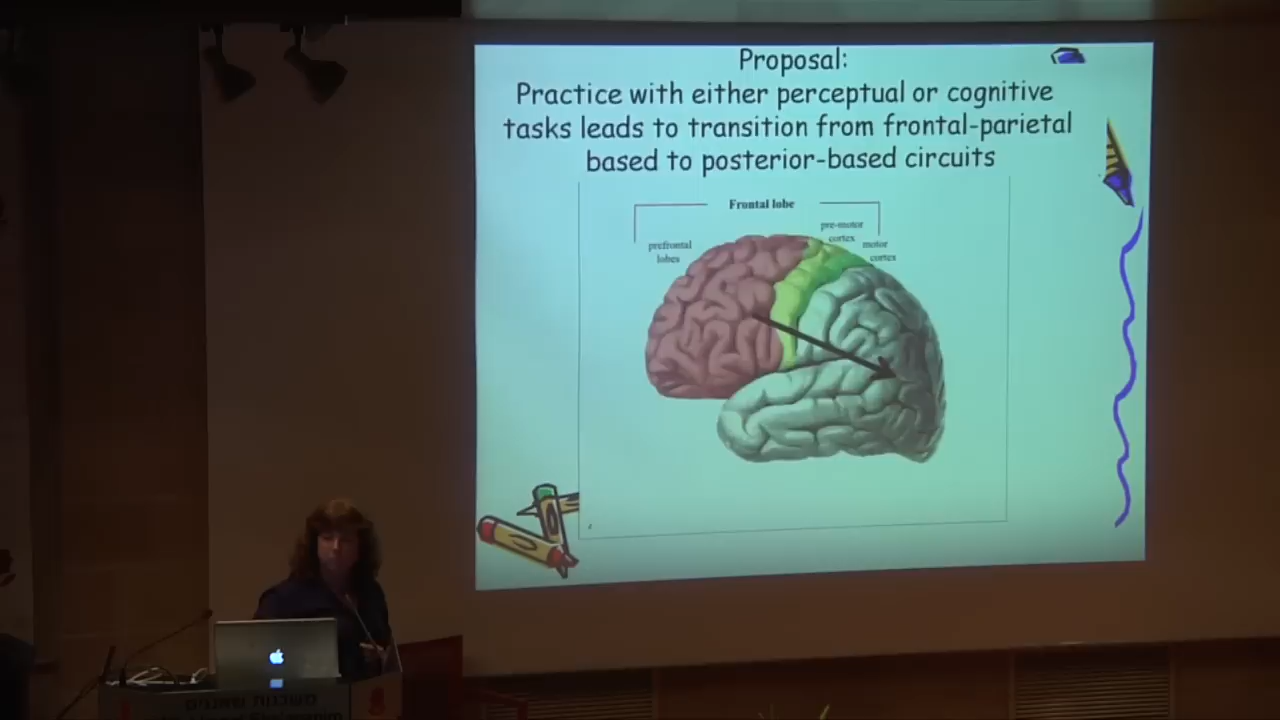 Proposal:
Practice with either perceptual or cognitive
tasks leads to transition from frontal-parietal
based to posterior-based circuits
Frontal lobe
pre-motor
cortex
prefrontal
lobes
motor
cortex